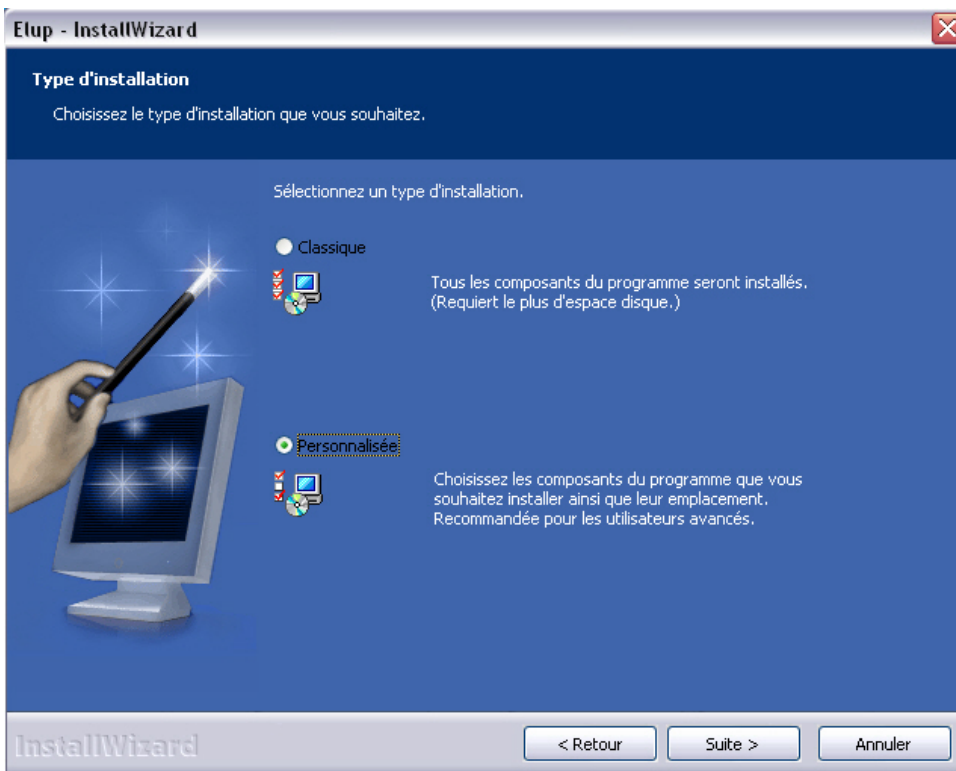 Elup - InstallWizard
Type d'installation
Choisissez le type d'installation que vous souhaitez.
Sélectionnez un type d'installation.
Classique
Tous les composants du programme seront installés.
(Requiert le plus d'espace disque.)
Personnalisée
Choisissez les composants du programme que vous
souhaitez installer ainsi que leur emplacement.
Recommandée pour les utilisateurs avancés.
InstallWizard
< Retour
Suite >
Annuler